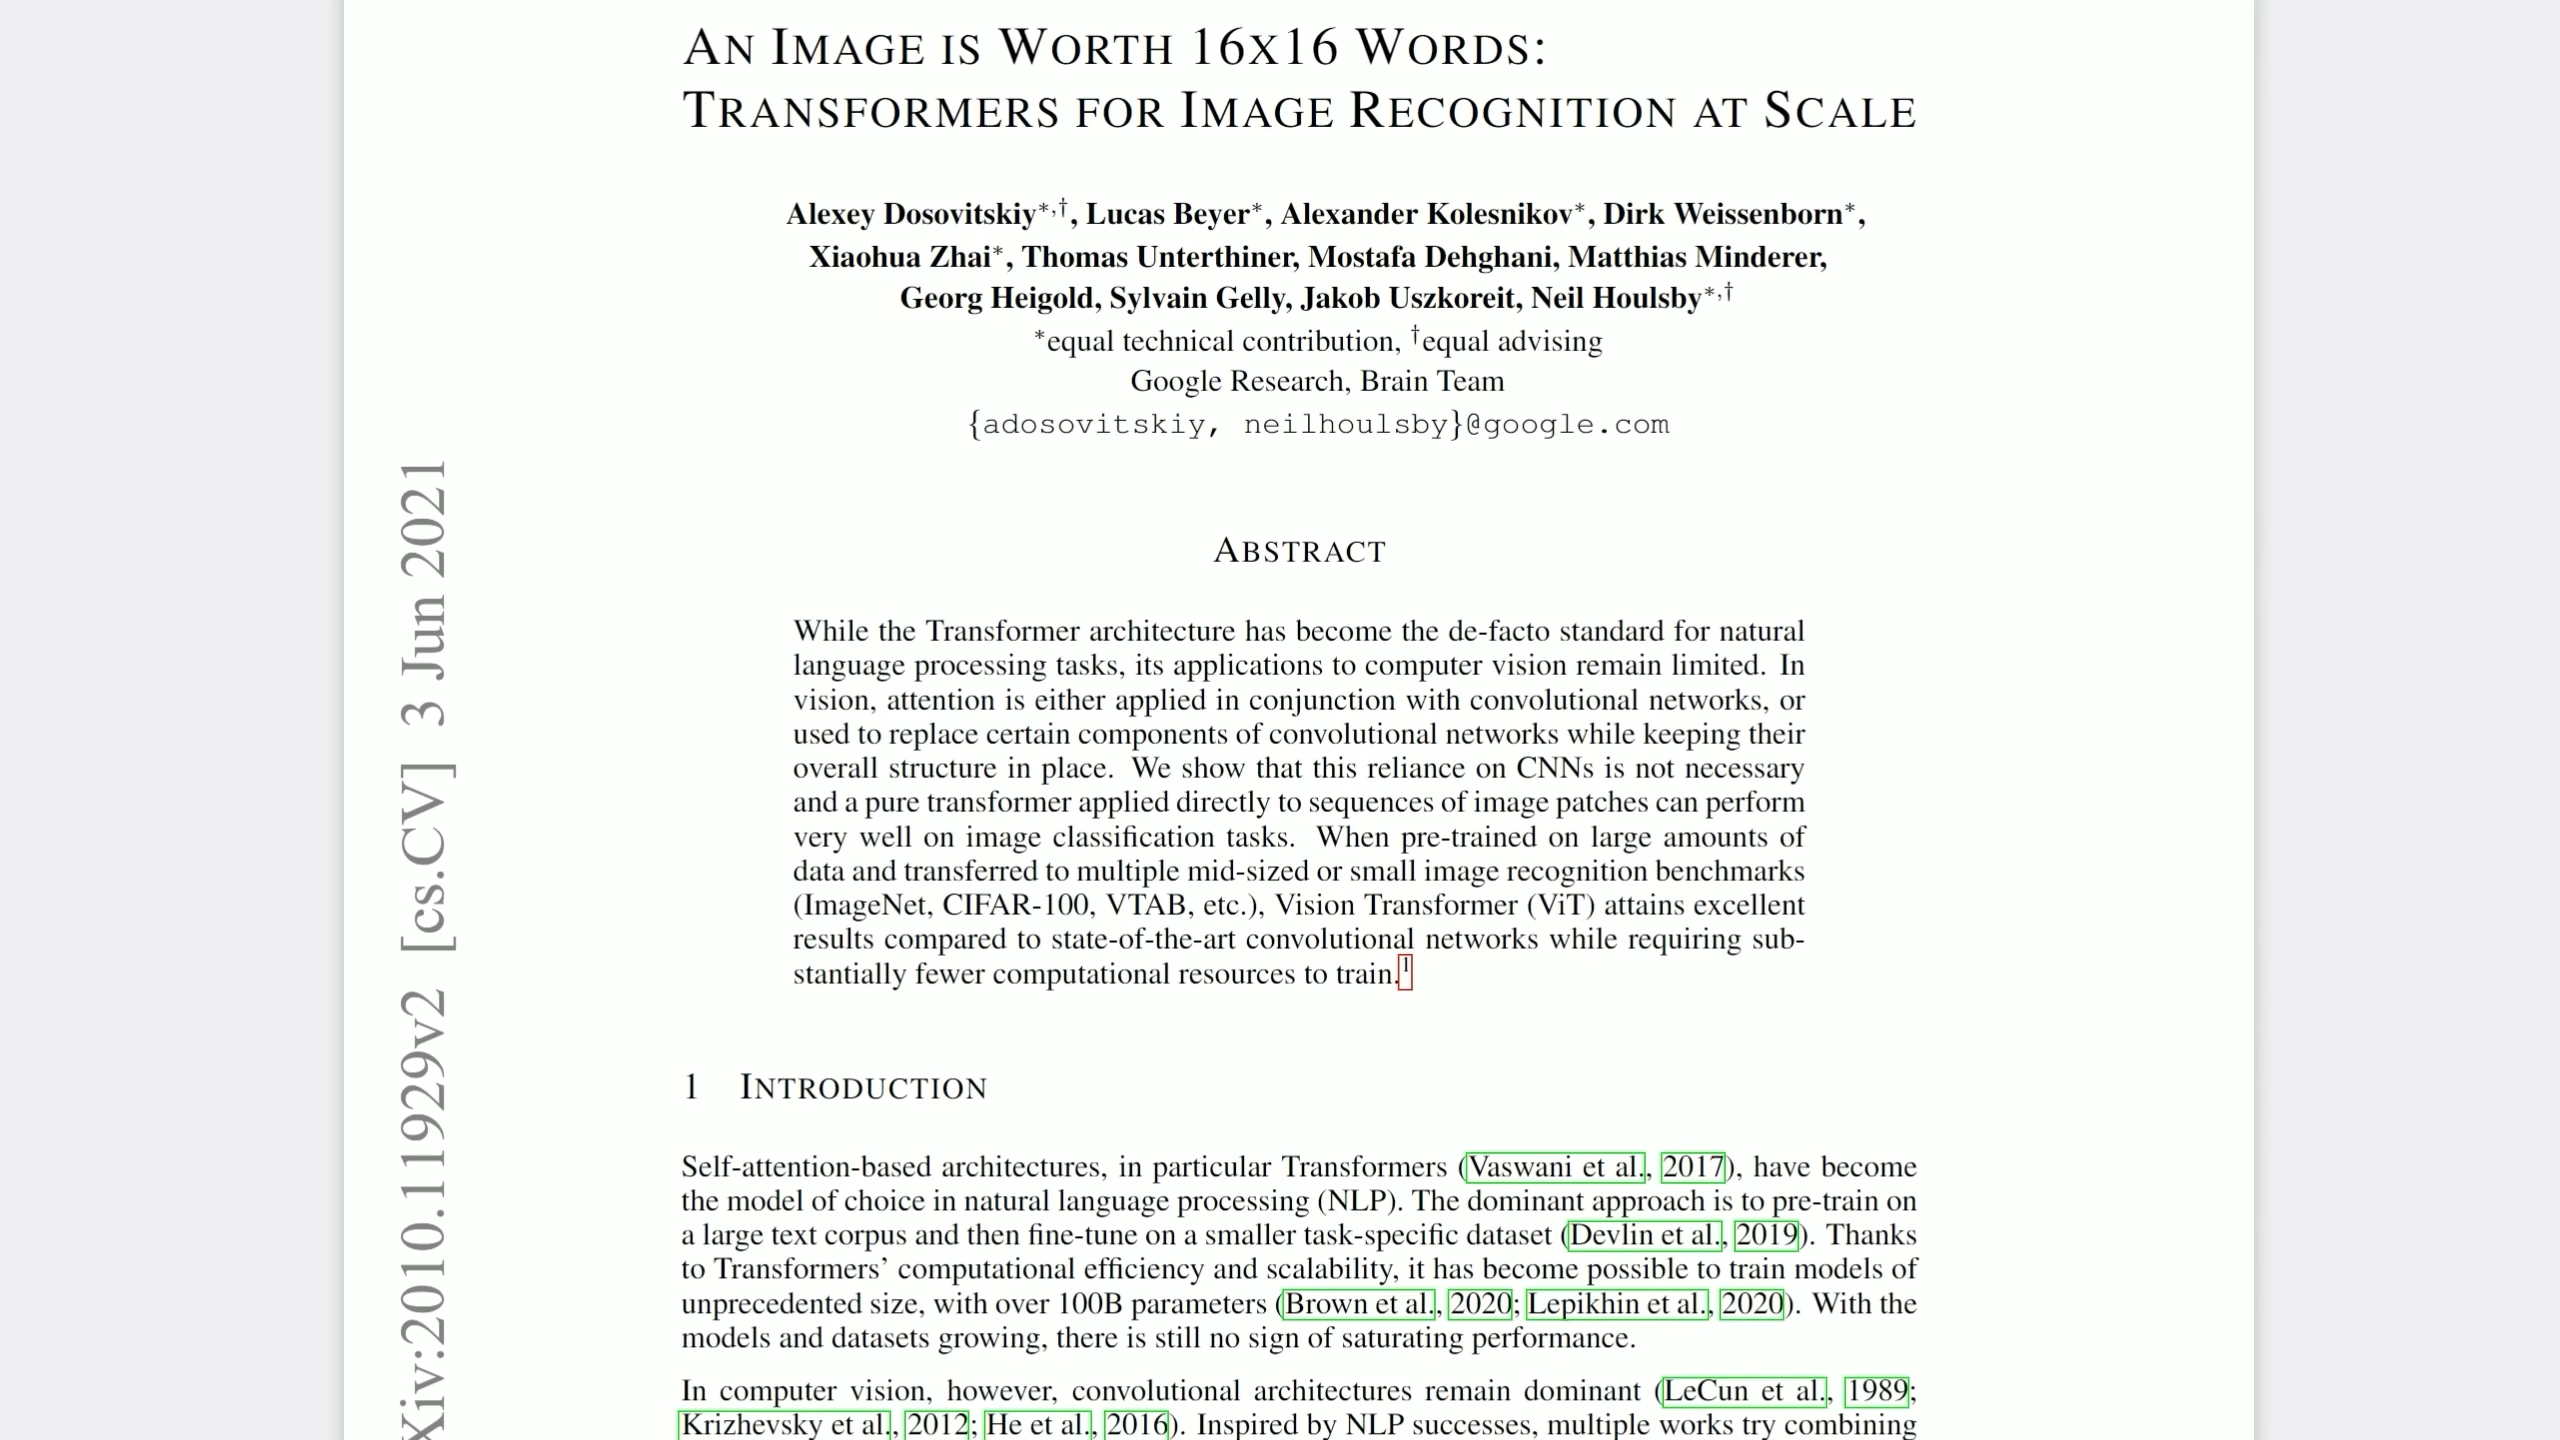 AN IMAGE IS WORTH 16X16 WORDS:
TRANSFORMERS FOR IMAGE RECOGNITION AT SCALE
Alexey Dosovitskiy*,†, Lucas Beyer*, Alexander Kolesnikov*, Dirk Weissenborn*,
Xiaohua Zhai*, Thomas Unterthiner, Mostafa Dehghani, Matthias Minderer,
Georg Heigold, Sylvain Gelly, Jakob Uszkoreit, Neil Houlsby*,†
*equal technical contribution, †equal advising
Google Research, Brain Team
{adosovitskiy, neilhoulsby}@google.com
ABSTRACT
While the Transformer architecture has become the de-facto standard for natural
language processing tasks, its applications to computer vision remain limited. In
vision, attention is either applied in conjunction with convolutional networks, or
used to replace certain components of convolutional networks while keeping their
overall structure in place. We show that this reliance on CNNs is not necessary
and a pure transformer applied directly to sequences of image patches can perform
very well on image classification tasks. When pre-trained on large amounts of
data and transferred to multiple mid-sized or small image recognition benchmarks
(ImageNet, CIFAR-100, VTAB, etc.), Vision Transformer (ViT) attains excellent
results compared to state-of-the-art convolutional networks while requiring sub-
stantially fewer computational resources to train.1
1 INTRODUCTION
Self-attention-based architectures, in particular Transformers (Vaswani et al., 2017), have become
the model of choice in natural language processing (NLP). The dominant approach is to pre-train on
a large text corpus and then fine-tune on a smaller task-specific dataset (Devlin et al., 2019). Thanks
to Transformers' computational efficiency and scalability, it has become possible to train models of
unprecedented size, with over 100B parameters (Brown et al., 2020; Lepikhin et al., 2020). With the
models and datasets growing, there is still no sign of saturating performance.
In computer vision, however, convolutional architectures remain dominant (LeCun et al., 1989;
Krizhevsky et al., 2012; He et al., 2016). Inspired by NLP successes, multiple works try combining
Xiv:2010.11929v2 [cs.CV] 3 Jun 2021